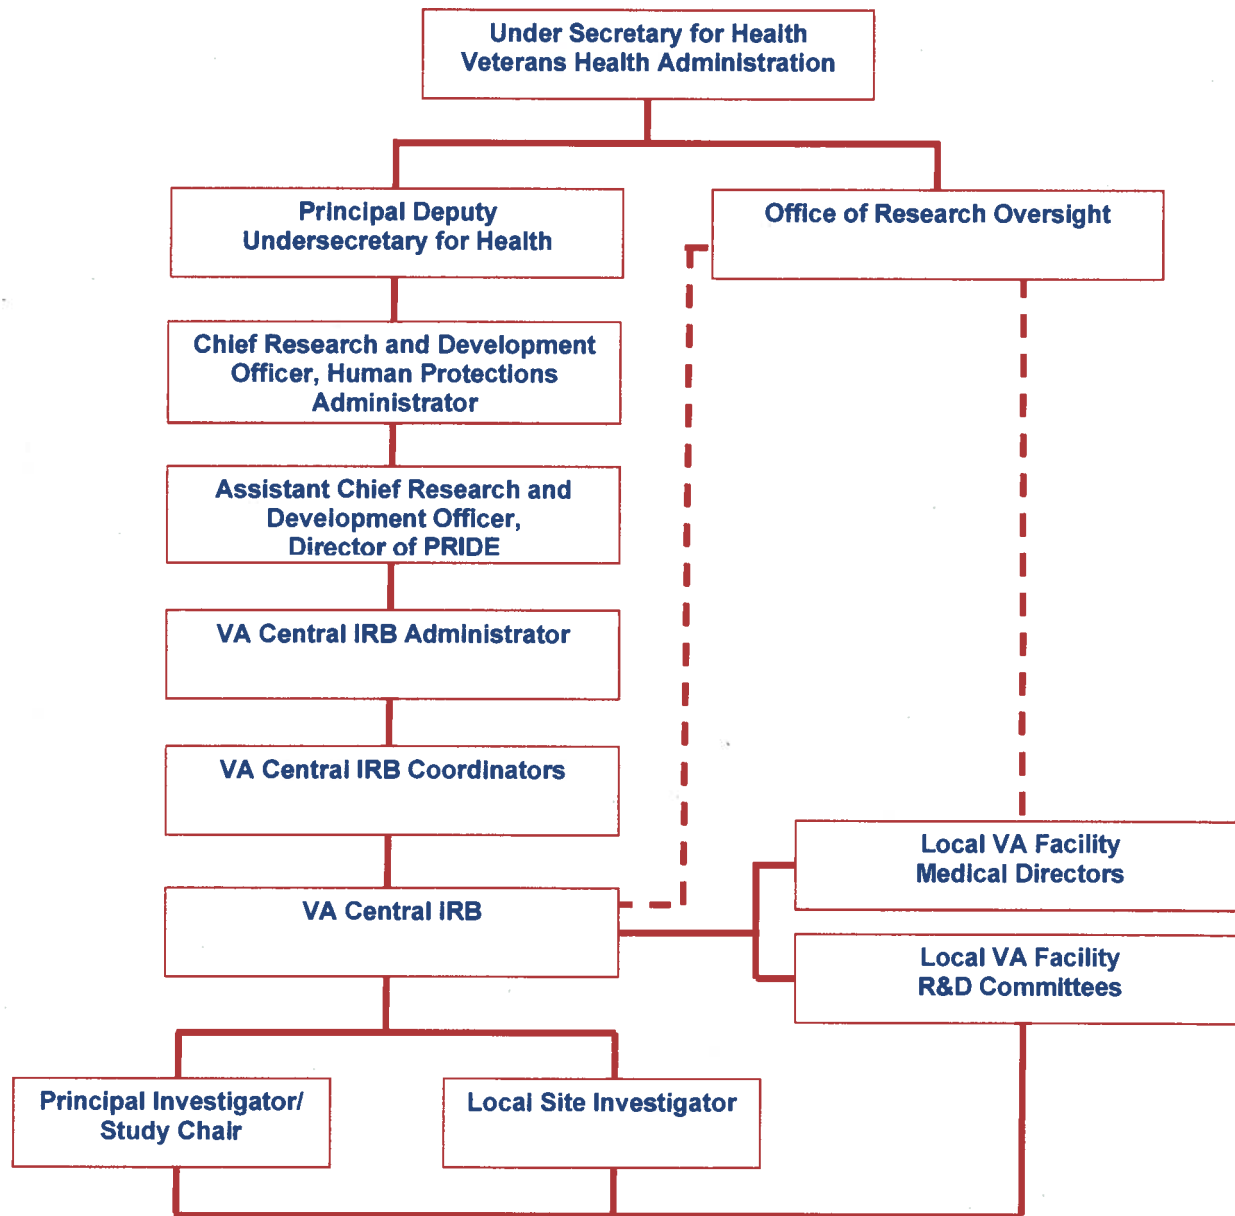 Under Secretary for Health
Veterans Health Administration
Principal Deputy
Undersecretary for Health
Office of Research Oversight
Chief Research and Development
Officer, Human Protections
Administrator
Assistant Chief Research and
Development Officer,
Director of PRIDE
VA Central IRB Administrator
VA Central IRB Coordinators
Local VA Facility
Medical Directors
VA Central IRB
Local VA Facility
R&D Committees
Principal Investigator/
Study Chair
Local Site Investigator